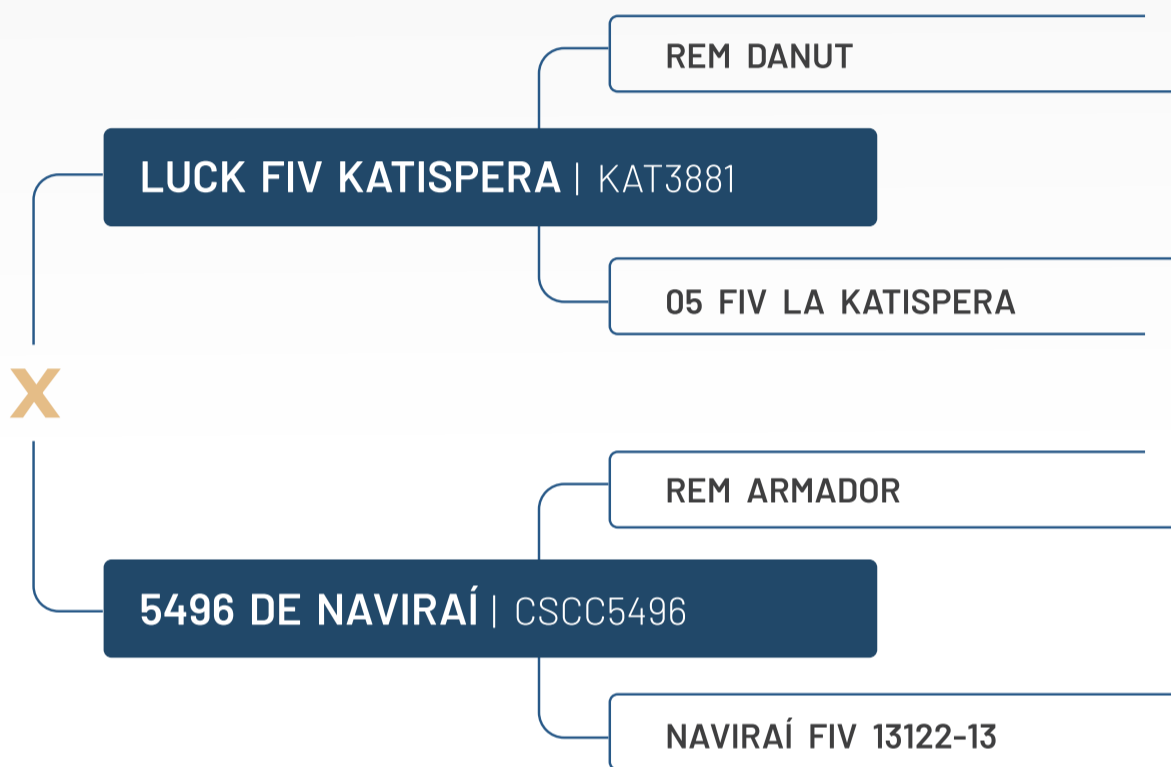 REM DANUT
LUCK FIV KATISPERA | KAT3881
05 FIV LA KATISPERA
X
REM ARMADOR
5496 DE NAVIRAÍ | CSCC5496
NAVIRAÍ FIV 13122-13